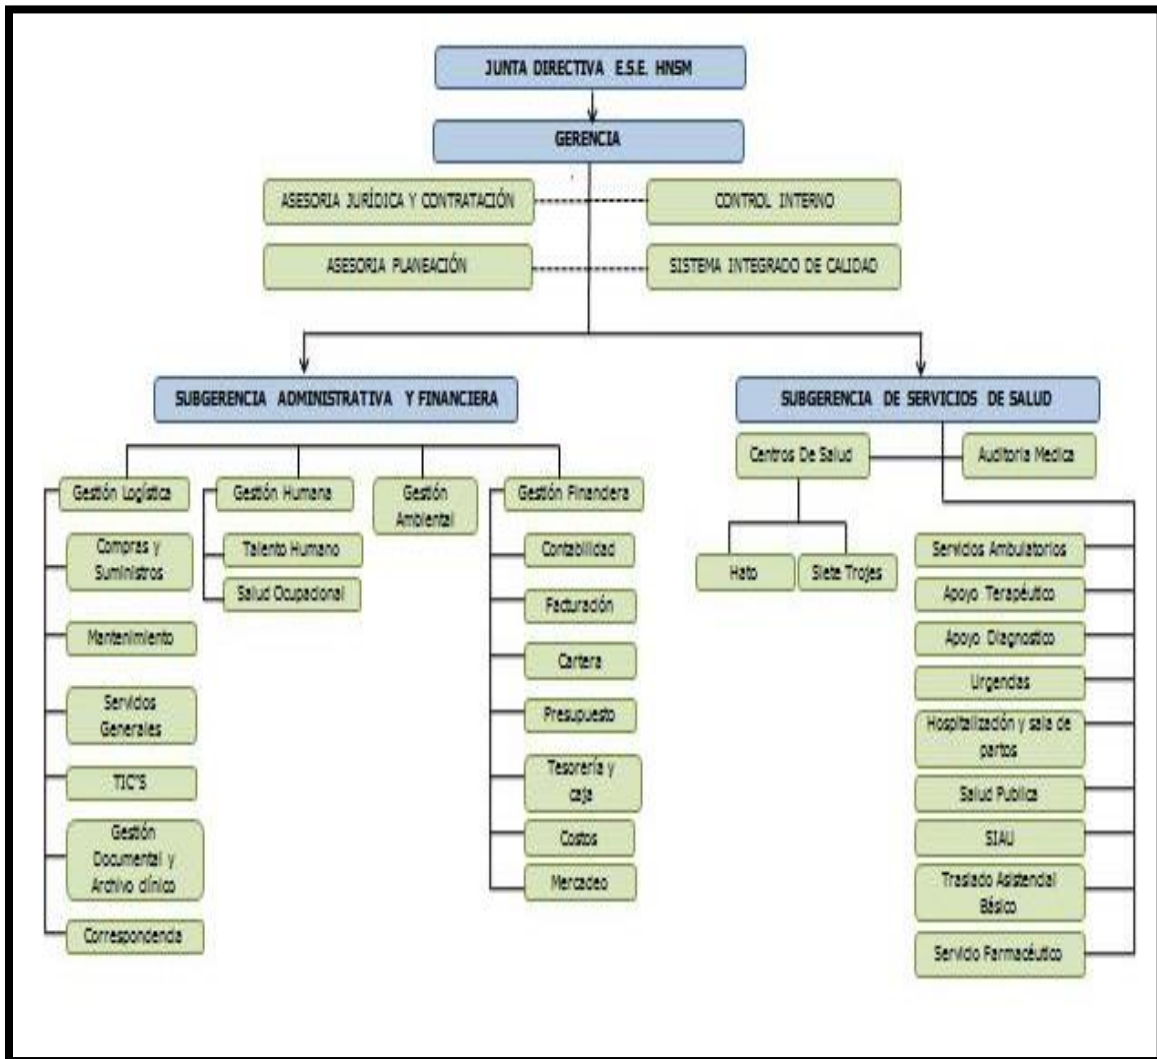 JUNTA DIRECTIVA E.S.E. HNSM
GERENCIA
ASESORIA JURÍDICA Y CONTRATACIÓN
CONTROL INTERNO
ASESORIA PLANEACIÓN
SISTEMA INTEGRADO DE CALIDAD
SUBGERENCIA ADMINISTRATIVA Y FINANCIERA
SUBGERENCIA DE SERVICIOS DE SALUD
Gestión Logística
Compras y
Suministros
Mantenimiento
Servicios
Generales
TIC"S
Gestión
Documental y
Archivo clínico
Correspondencia
Gestión Humana
Talento Humano
Salud Ocupacional
Gestión
Ambiental
Gestión Financiera
Contabilidad
Facturación
Cartera
Presupuesto
Tesorería y
caja
Costos
Mercadeo
Centros De Salud
Auditoria Medica
Hato
Siete Trojes
Servicios Ambulatorios
Apoyo Terapéutico
Apoyo Diagnostico
Urgencias
Hospitalización y sala de
partos
Salud Publica
SIAU
Traslado Asistencial
Básico
Servicio Farmacéutico